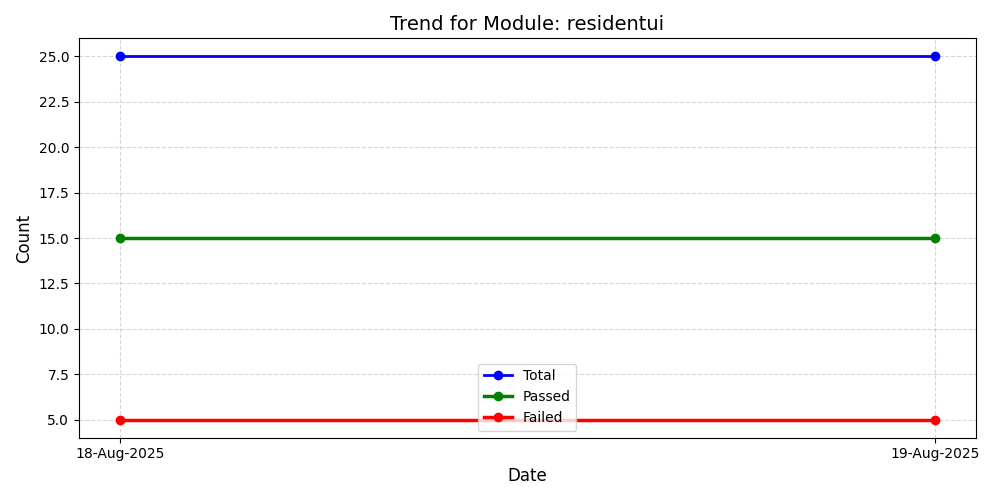 Trend for Module: residentui
Count
25.0
22.5
20.0
17.5
15.0
12.5
10.0
7.5
5.0
Total
Passed
Failed
18-Aug-2025
19-Aug-2025
Date